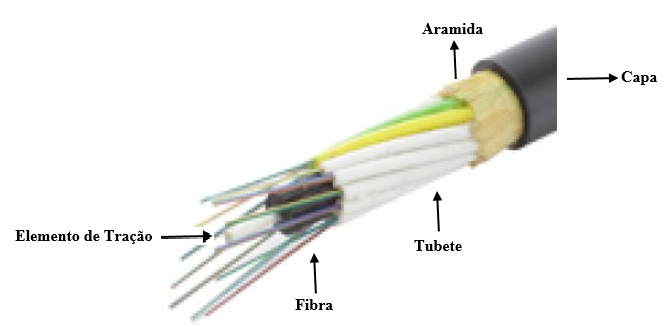 Aramida
Capa
Elemento de Tração
Tubete
Fibra